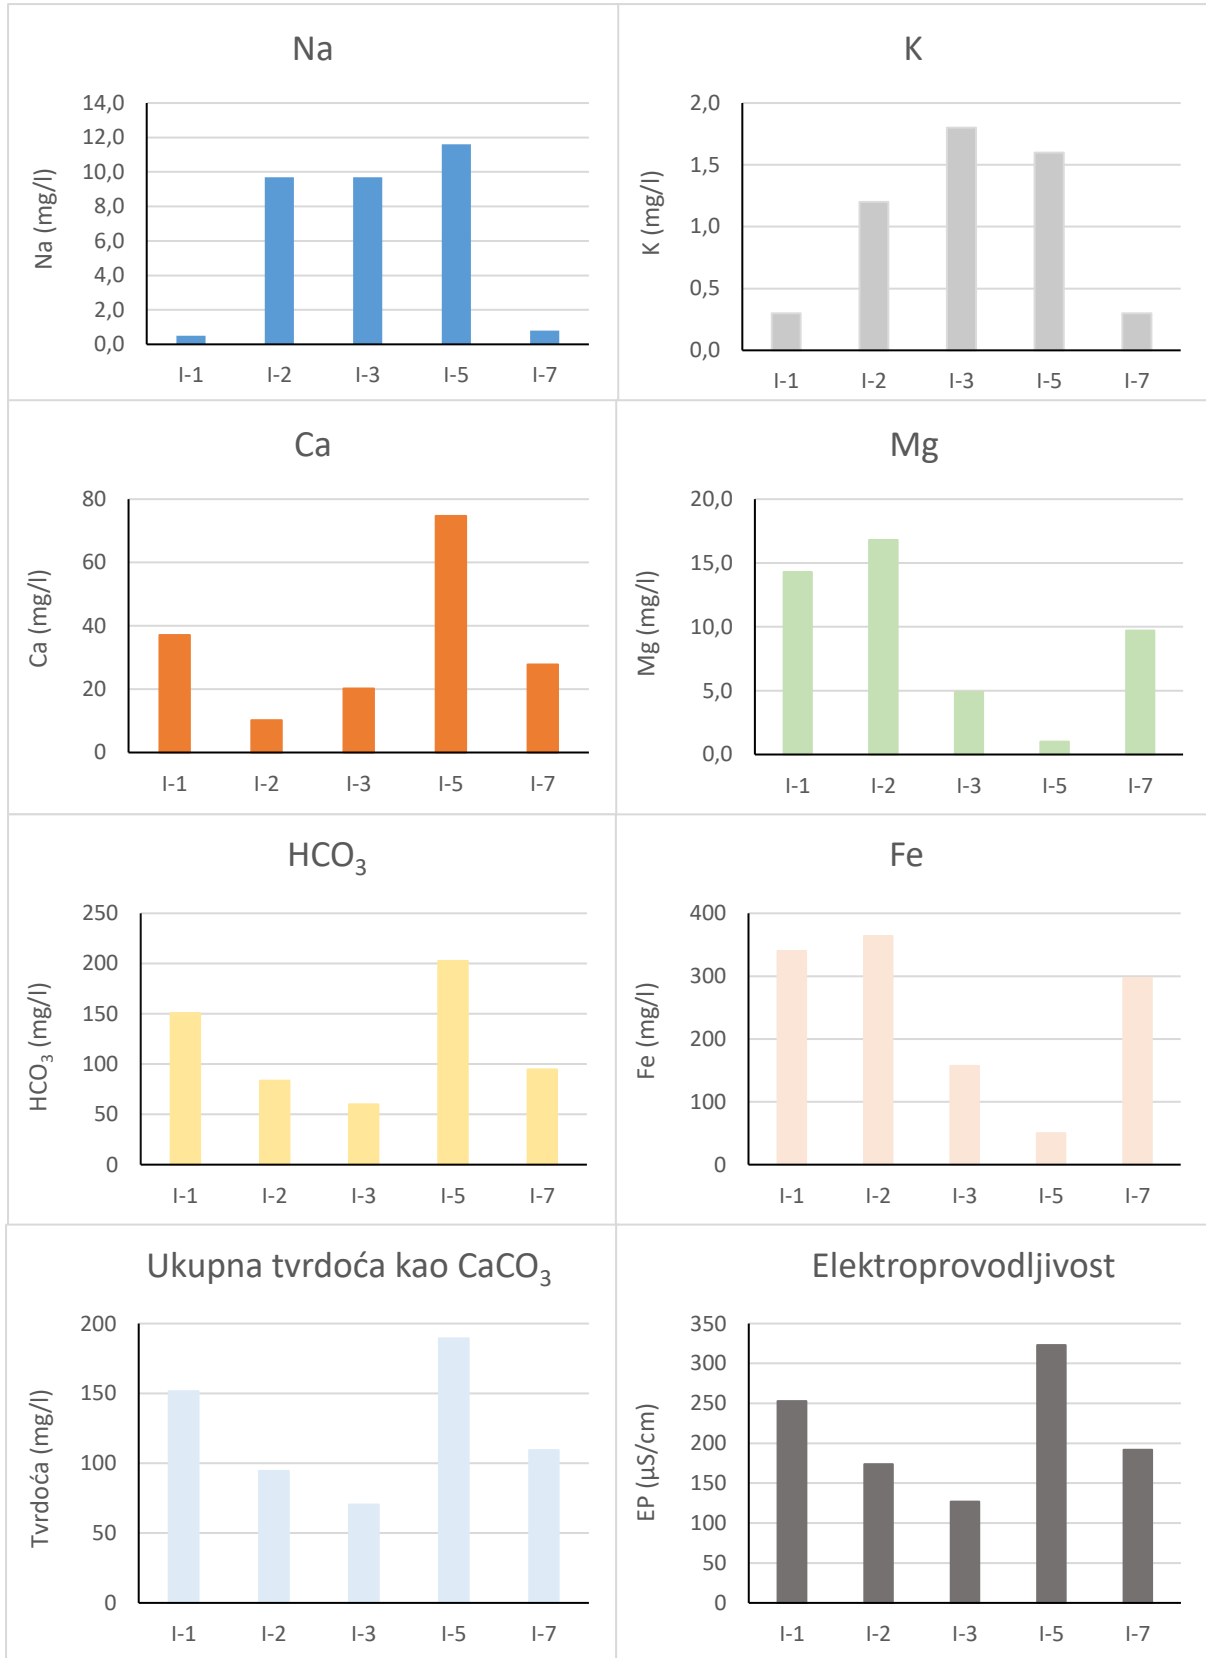 Na
14,0
12,0
10,0
8,0
6,0
4,0
2,0
0,0
Na (mg/l)
I-1 I-2 I-3 I-5 I-7
K
2,0
1,5
1,0
0,5
0,0
K (mg/l)
I-1 I-2 I-3 I-5 I-7
Ca
80
60
40
20
0
Ca (mg/l)
I-1 I-2 I-3 I-5 I-7
Mg
20,0
15,0
10,0
5,0
0,0
Mg (mg/l)
I-1 I-2 I-3 I-5 I-7
HCO₃
250
200
150
100
50
0
HCO₃ (mg/l)
I-1 I-2 I-3 I-5 I-7
Fe
400
300
200
100
0
Fe (mg/l)
I-1 I-2 I-3 I-5 I-7
Ukupna tvrdoća kao CaCO₃
200
150
100
50
0
Tvrdoća (mg/l)
I-1 I-2 I-3 I-5 I-7
Elektroprovodljivost
350
300
250
200
150
100
50
0
EP (µS/cm)
I-1 I-2 I-3 I-5 I-7